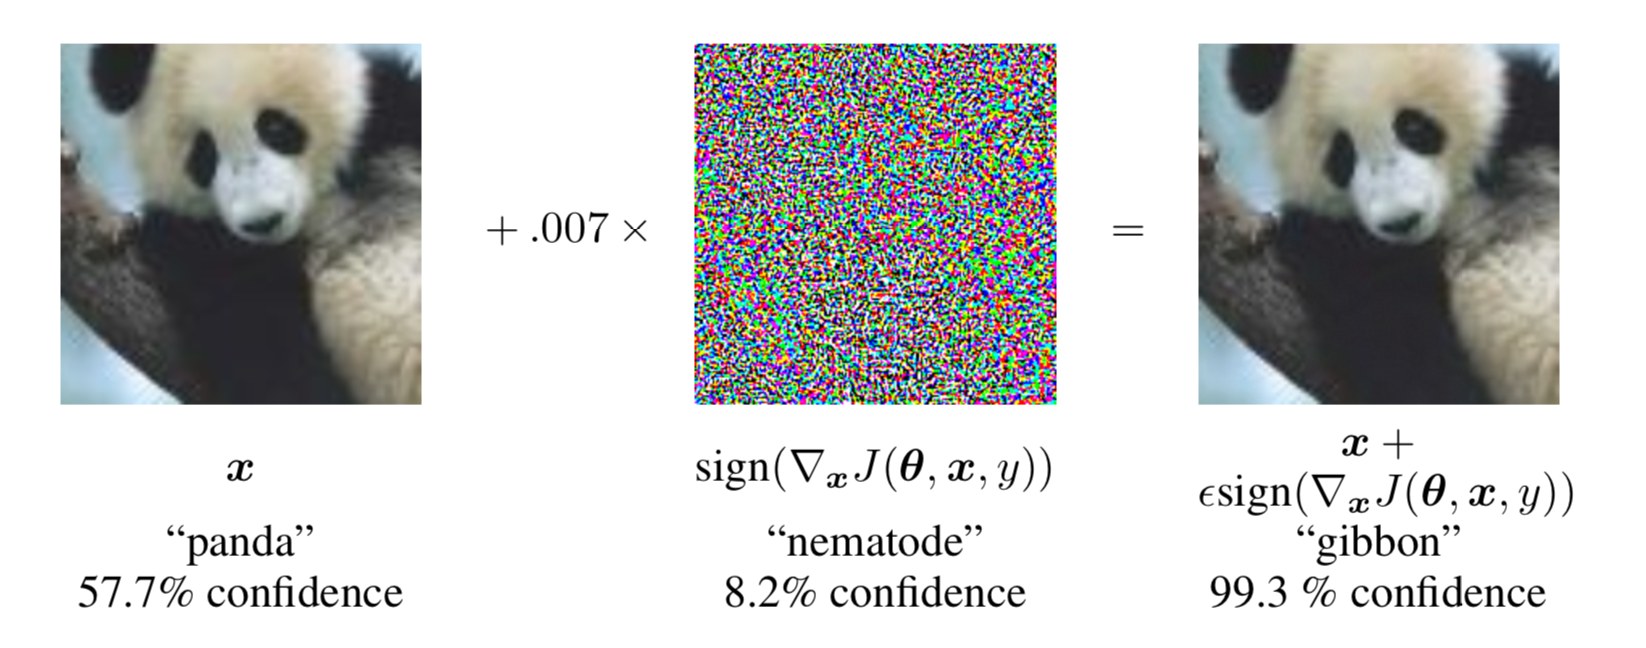 + .007 ×
=
x
sign(∇ₓJ(θ, x, y))
x +
ϵsign(∇ₓJ(θ, x, y))
“panda”
“nematode”
“gibbon”
57.7% confidence
8.2% confidence
99.3 % confidence